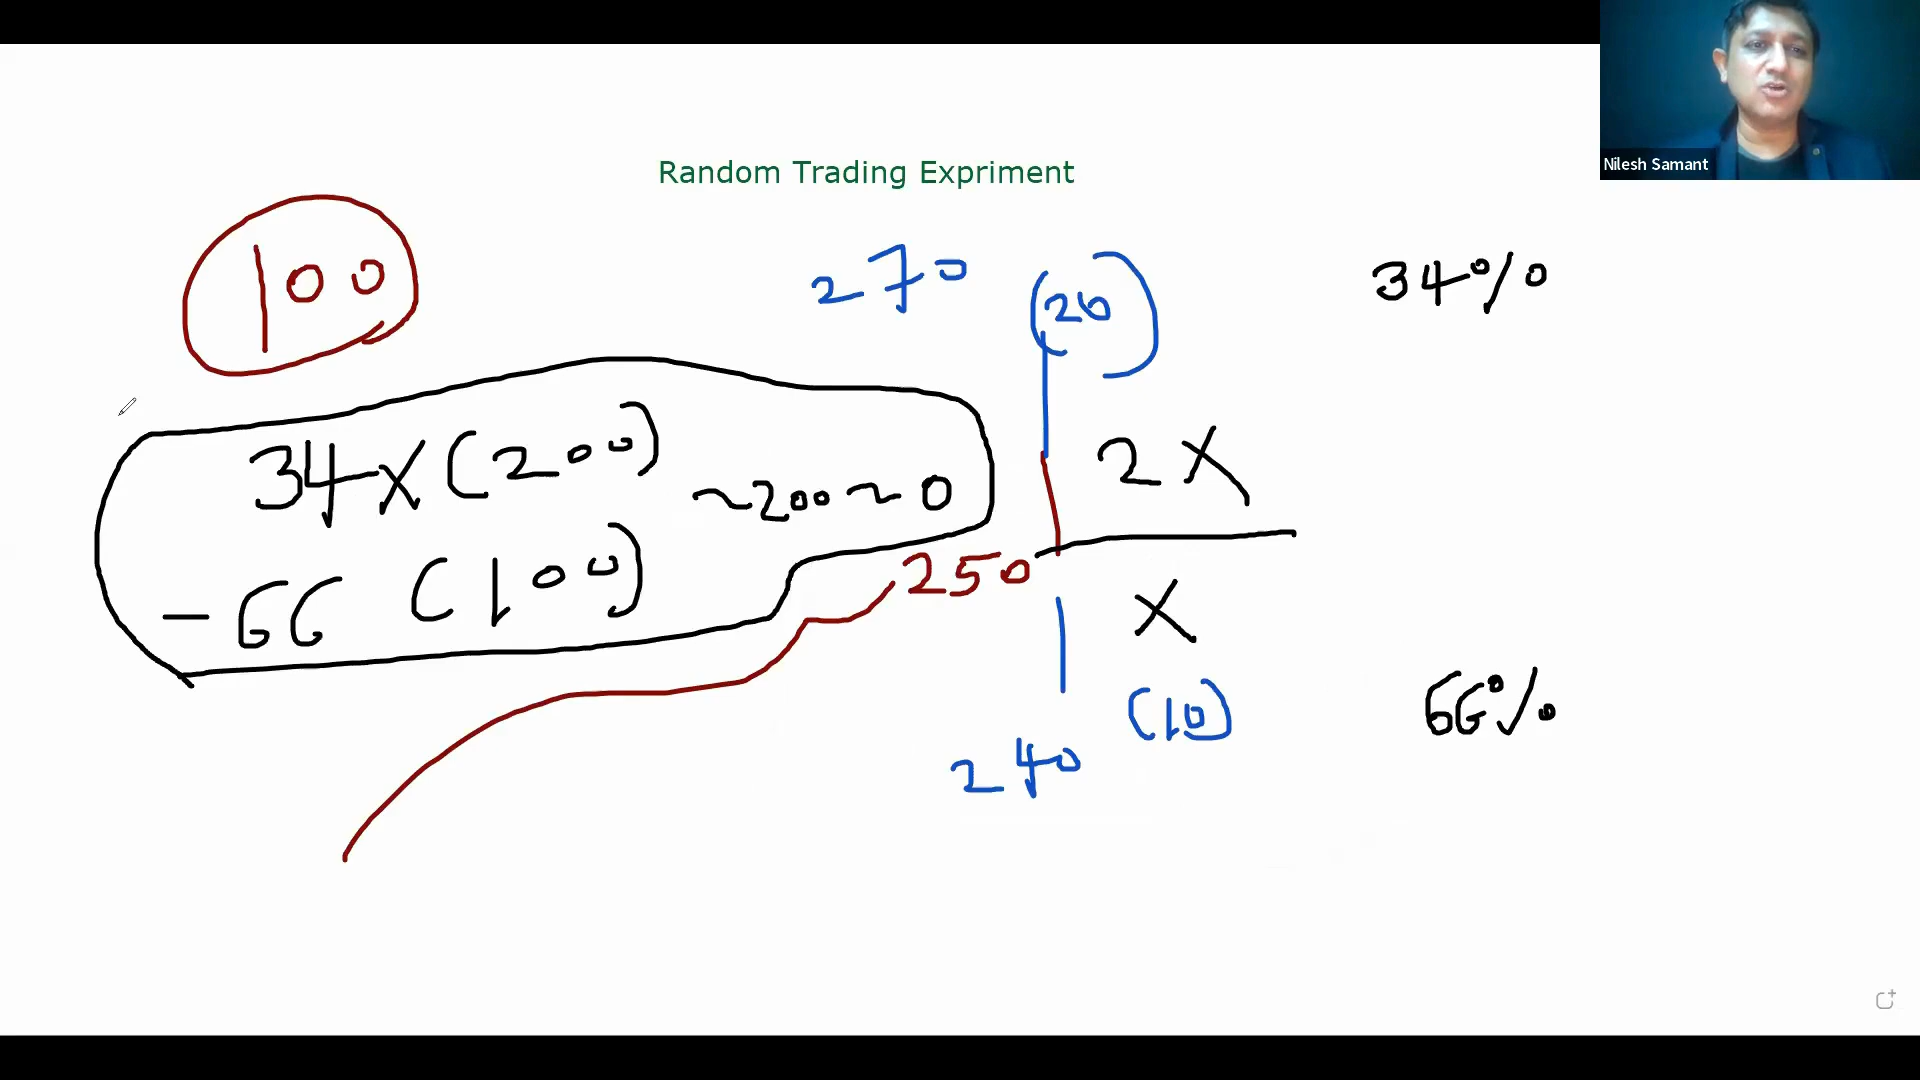 Nilesh Samant
Random Trading Expriment
100
270
(20)
34%
34x(200)
~200~0
2x
-66 (100)
250
x
(10)
66%
240